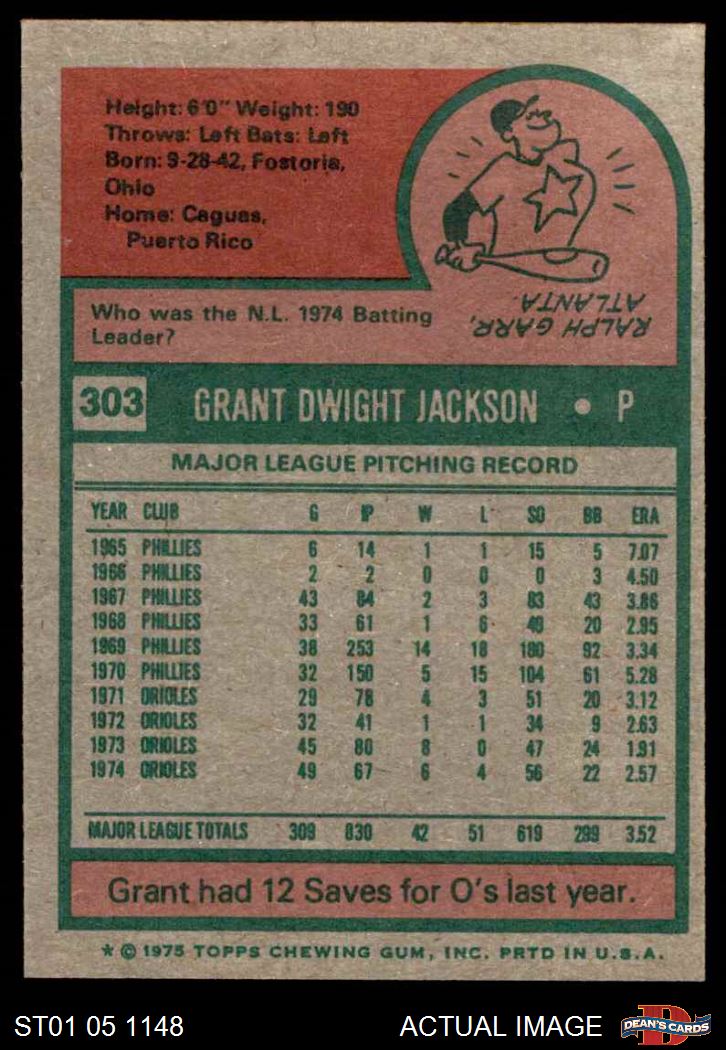 Height: 6'0" Weight: 190
Throws: Left Bats: Left
Born: 9-28-42, Fostoria,
Ohio
Home: Caguas,
Puerto Rico
Who was the N.L. 1974 Batting
Leader?
RALPH GARR,
ATLANTA.
303 GRANT DWIGHT JACKSON • P
MAJOR LEAGUE PITCHING RECORD
YEAR CLUB G IP W L SO BB ERA
1965 PHILLIES 6 14 1 1 15 5 7.07
1966 PHILLIES 2 2 0 0 0 3 4.50
1967 PHILLIES 43 84 2 3 83 43 3.86
1968 PHILLIES 33 61 1 6 49 20 2.95
1969 PHILLIES 38 253 14 18 180 92 3.34
1970 PHILLIES 32 150 5 15 104 61 5.28
1971 ORIOLES 29 78 4 3 51 20 3.12
1972 ORIOLES 32 41 1 1 34 9 2.63
1973 ORIOLES 45 80 8 0 47 24 1.91
1974 ORIOLES 49 67 6 4 56 22 2.57
MAJOR LEAGUE TOTALS 309 830 42 51 619 299 3.52
Grant had 12 Saves for O's last year.
* © 1975 TOPPS CHEWING GUM, INC. PRTD IN U.S.A.
ST01 05 1148 ACTUAL IMAGE
D
DEAN'S CARDS